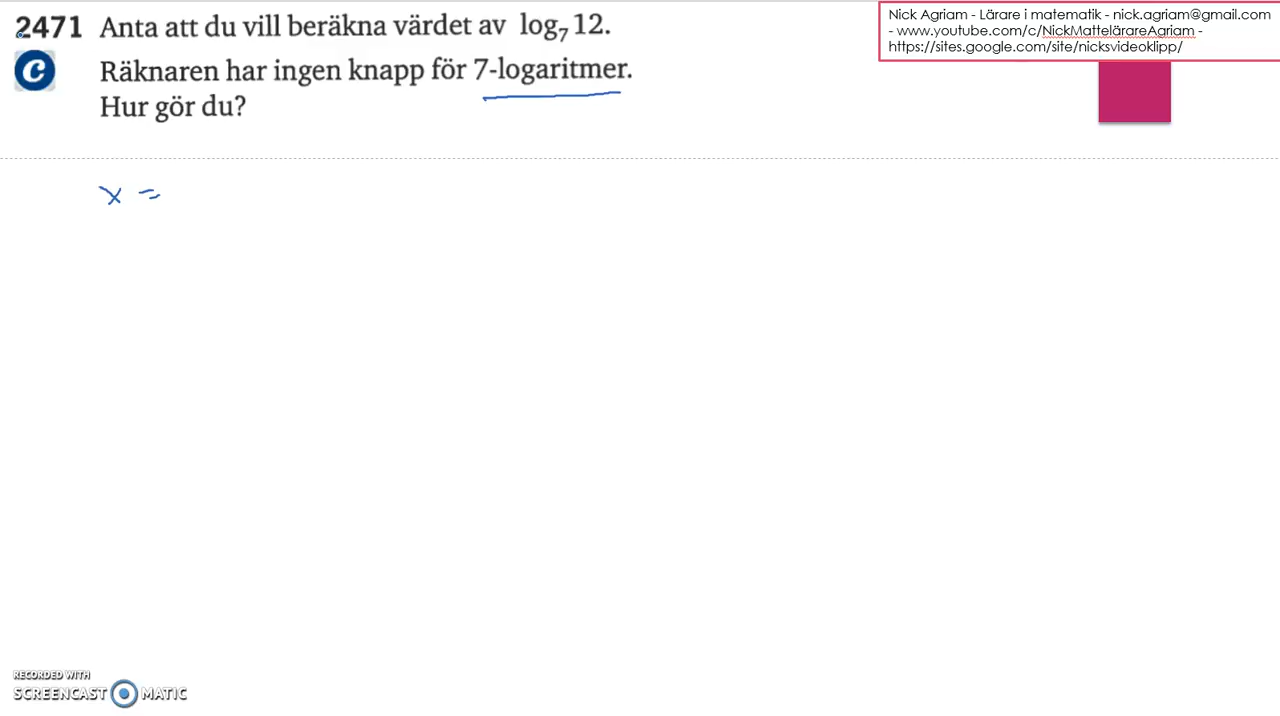 2471 Anta att du vill beräkna värdet av log₇ 12.
C Räknaren har ingen knapp för 7-logaritmer.
Hur gör du?
Nick Agriam - Lärare i matematik - nick.agriam@gmail.com
- www.youtube.com/c/NickMattelärareAgriam -
https://sites.google.com/site/nicksvideoklipp/
x =
RECORDED WITH
SCREENCAST MATIC